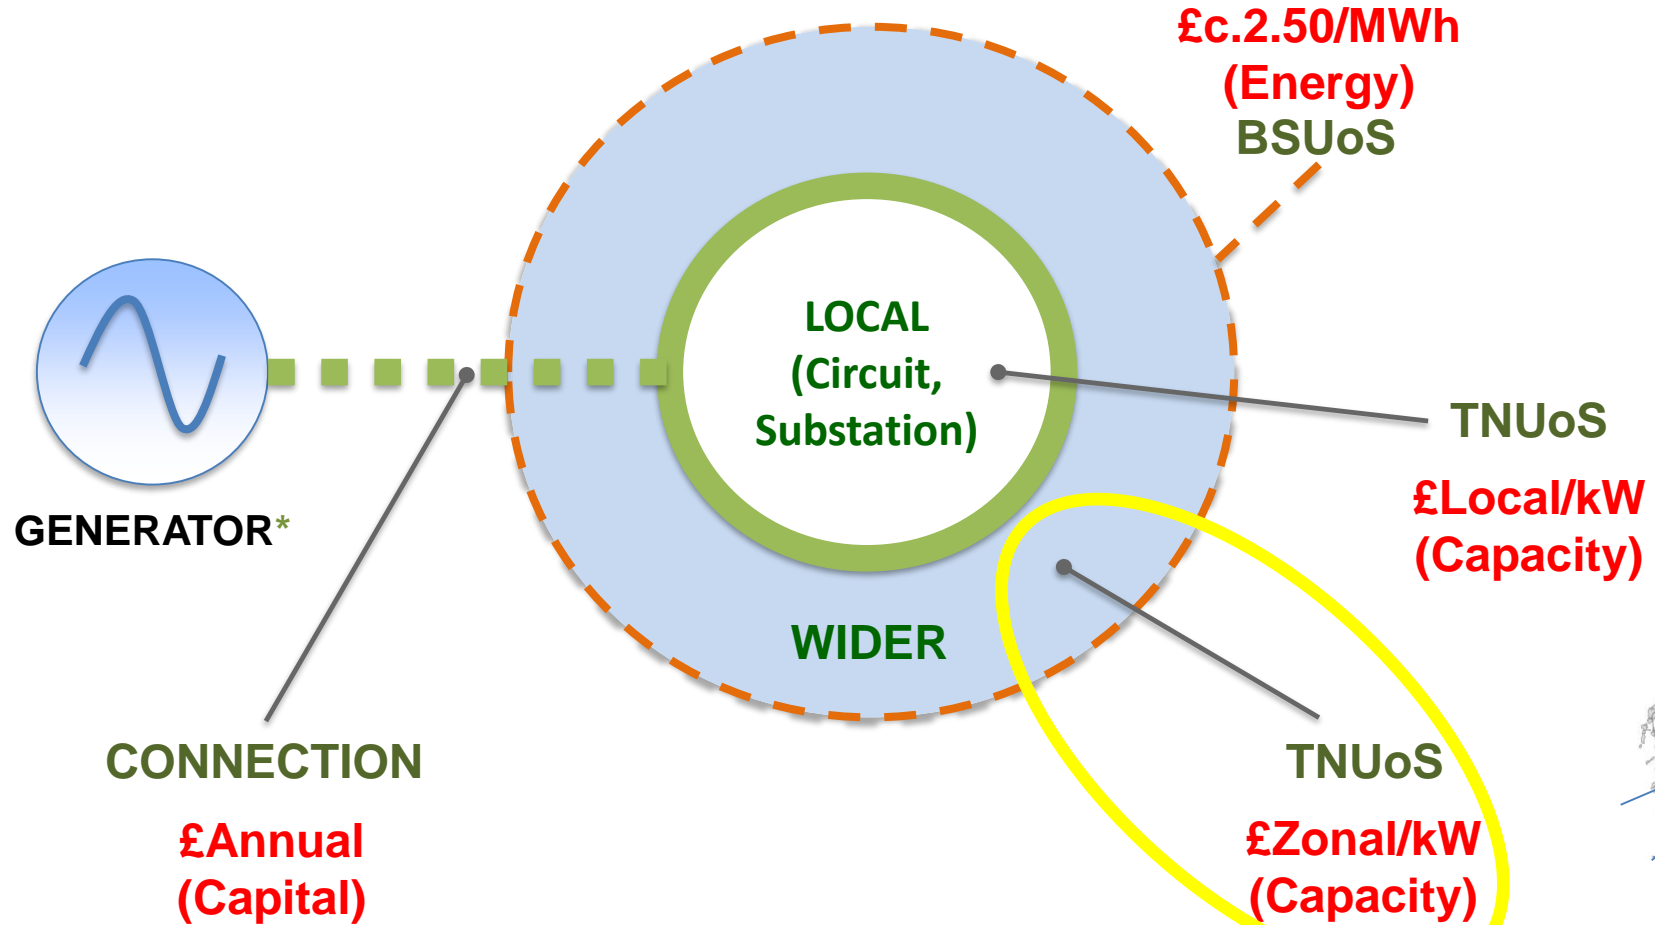 £c.2.50/MWh
(Energy)
BSUoS
LOCAL
(Circuit,
Substation)
TNUoS
£Local/kW
(Capacity)
GENERATOR*
WIDER
CONNECTION
£Annual
(Capital)
TNUoS
£Zonal/kW
(Capacity)